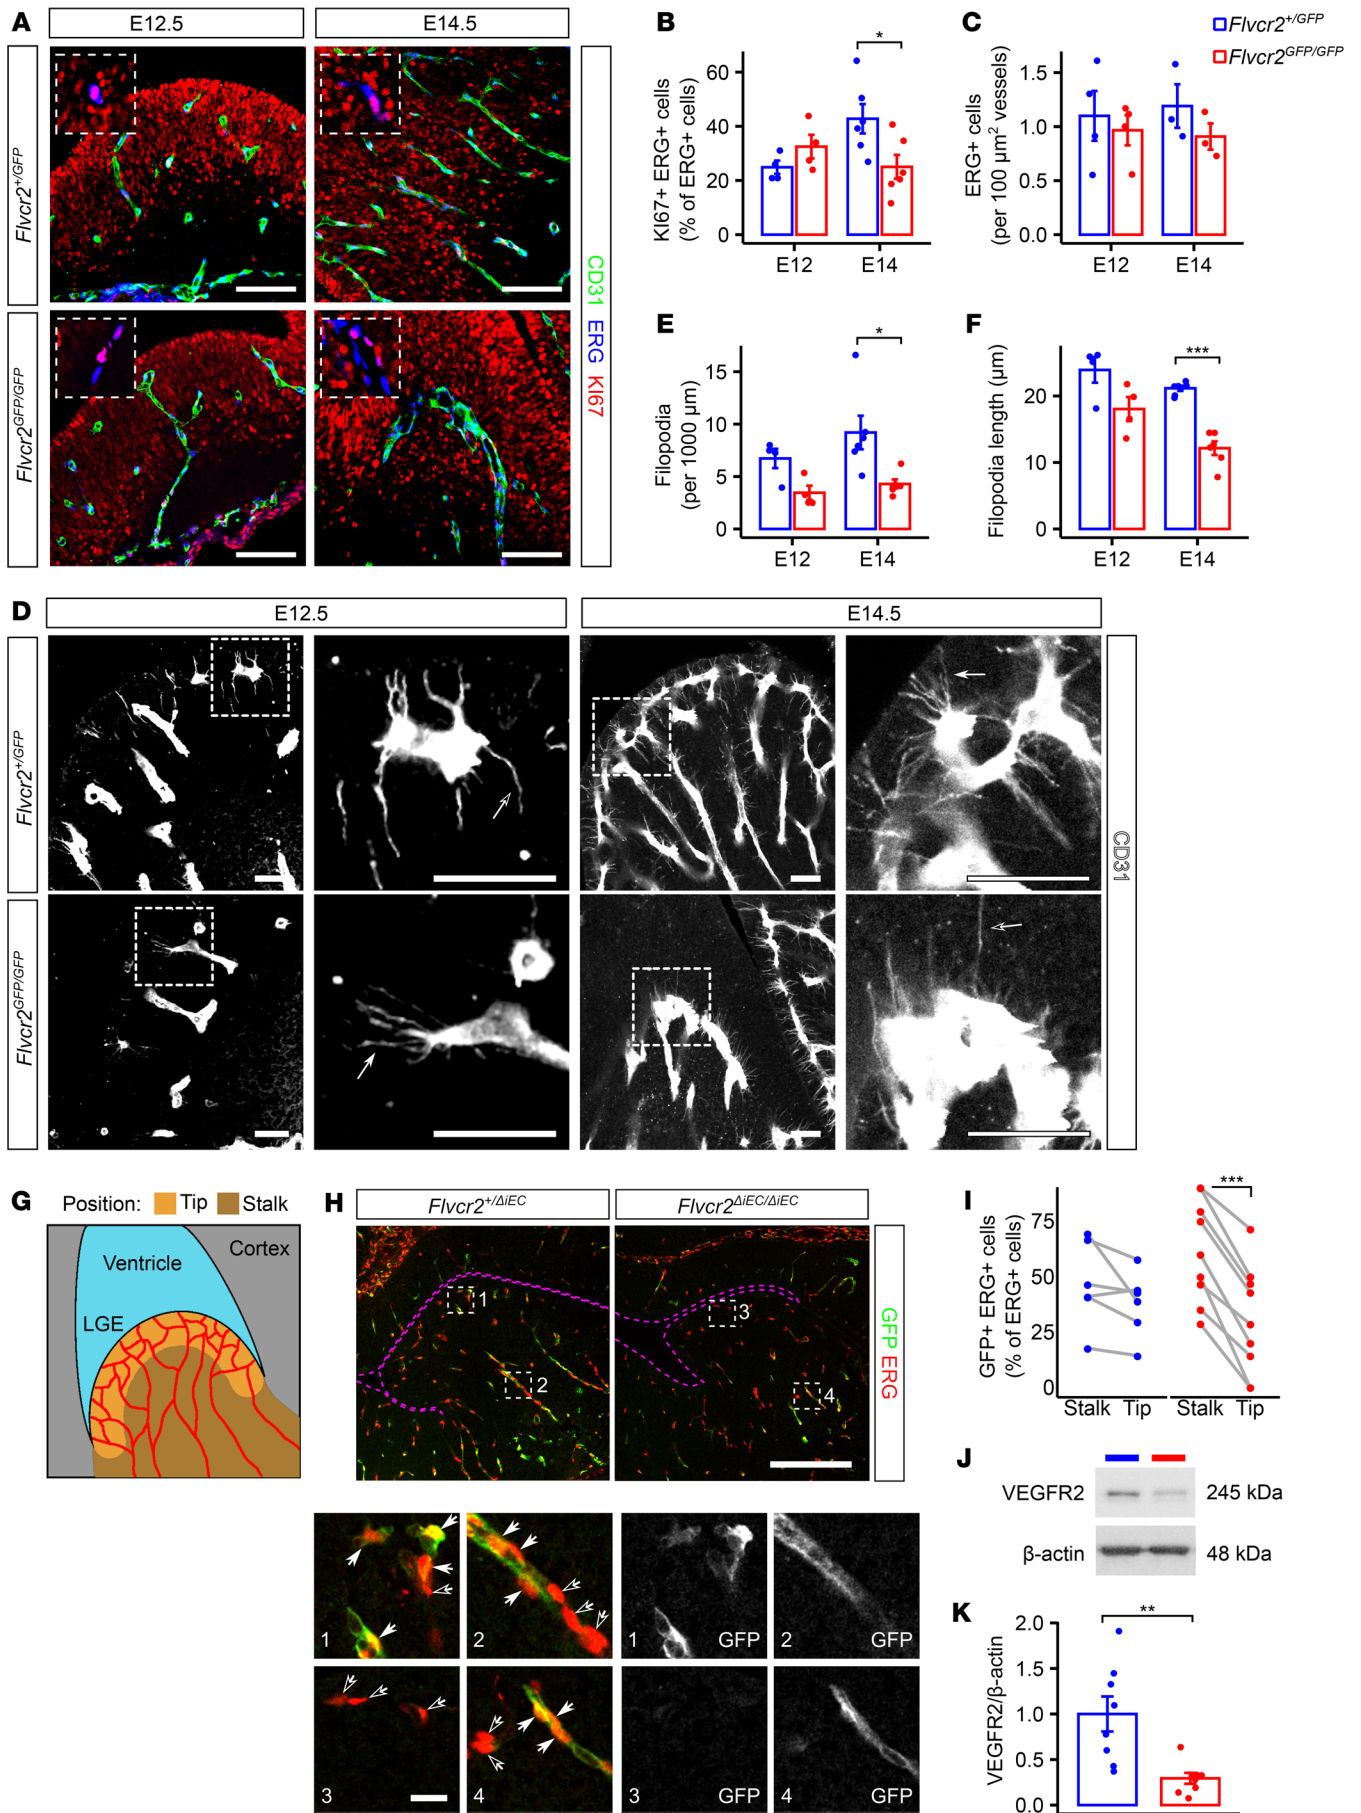 A
E12.5
E14.5
Flvcr2+/GFP
Flvcr2GFP/GFP
CD31 ERG KI67
B
KI67+ ERG+ cells
(% of ERG+ cells)
60
40
20
0
*
E12
E14
C
Flvcr2+/GFP
Flvcr2GFP/GFP
ERG+ cells
(per 100 µm2 vessels)
1.5
1.0
0.5
0.0
E12
E14
E
Filopodia
(per 1000 µm)
15
10
5
0
*
E12
E14
F
Filopodia length (µm)
20
10
0
***
E12
E14
D
E12.5
E14.5
Flvcr2+/GFP
Flvcr2GFP/GFP
CD31
G
Position: Tip Stalk
Ventricle
Cortex
LGE
H
Flvcr2+/ΔiEC
Flvcr2ΔiEC/ΔiEC
1
2
3
4
GFP ERG
1
2
1 GFP
2 GFP
3
4
3 GFP
4 GFP
I
GFP+ ERG+ cells
(% of ERG+ cells)
75
50
25
0
***
Stalk Tip
Stalk Tip
J
VEGFR2
245 kDa
β-actin
48 kDa
K
VEGFR2/β-actin
2.0
1.5
1.0
0.5
0.0
**